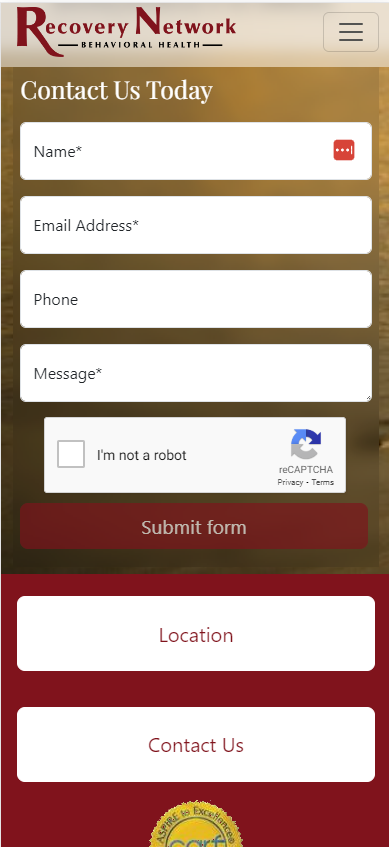 Recovery Network
BEHAVIORAL HEALTH
Contact Us Today
Name*
Email Address*
Phone
Message*
I'm not a robot
reCAPTCHA
Privacy - Terms
Submit form
Location
Contact Us
ASPIRE to Excellence®
carf